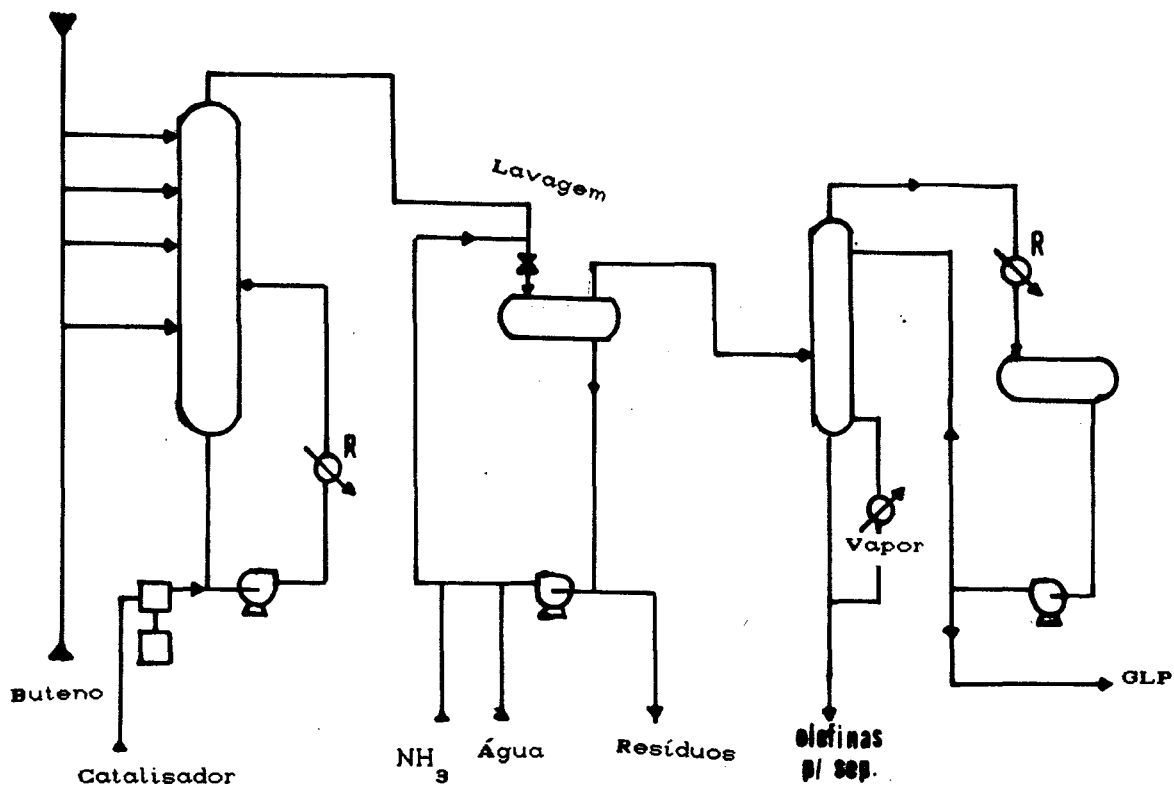 Lavagem
R
R
Vapor
Buteno
GLP
Catalisador
NH3
Água
Resíduos
olefinas
p/ sep.